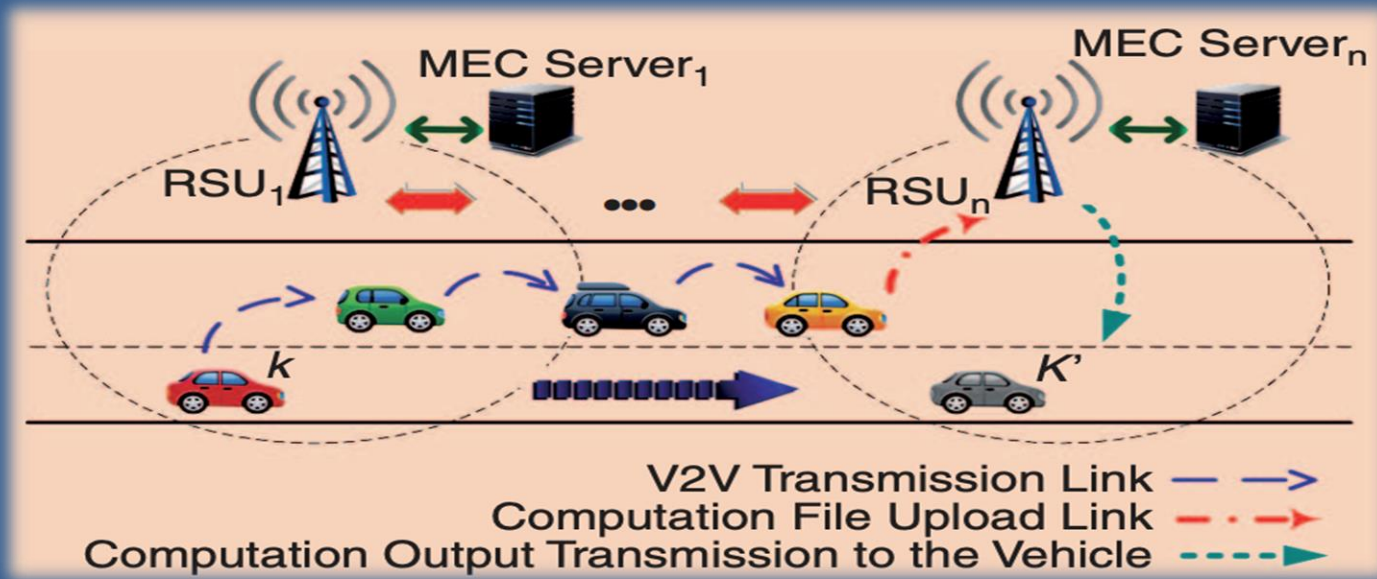 MEC Server₁
MEC Serverₙ
RSU₁
•••
RSUₙ
k
K’
V2V Transmission Link
Computation File Upload Link
Computation Output Transmission to the Vehicle